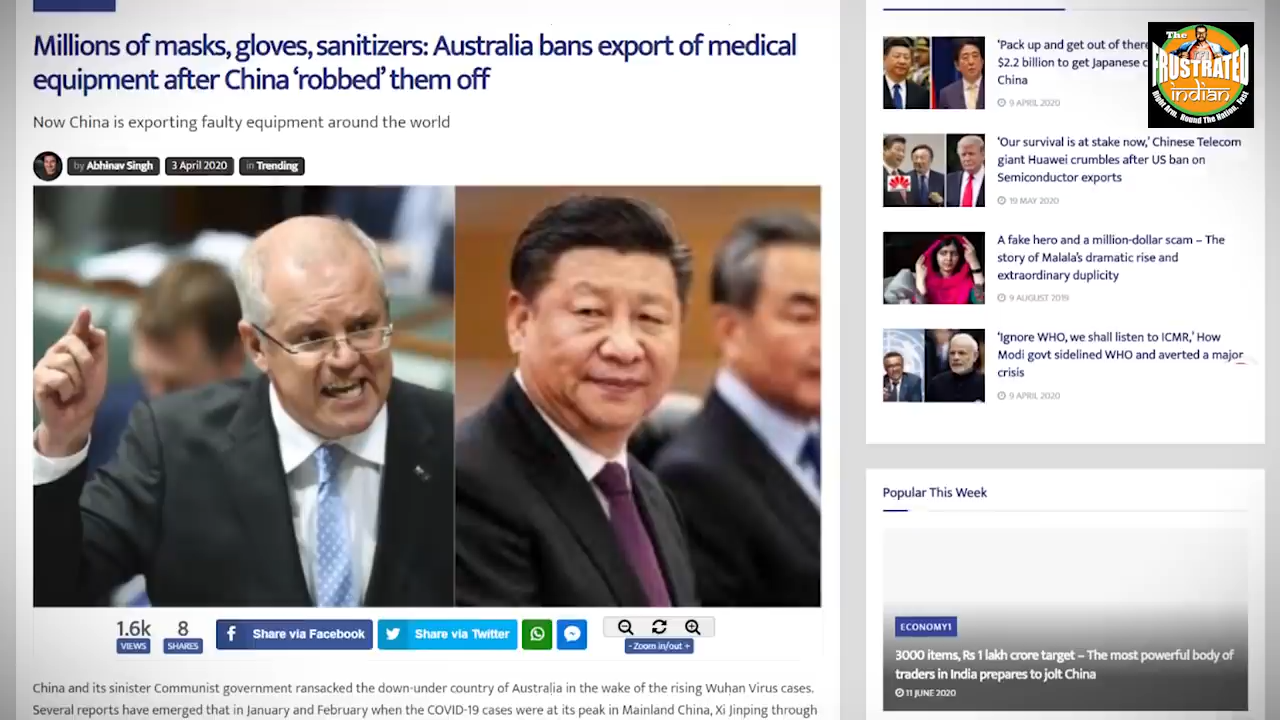 Millions of masks, gloves, sanitizers: Australia bans export of medical
equipment after China ‘robbed’ them off
Now China is exporting faulty equipment around the world
by Abhinav Singh
3 April 2020
in Trending
1.6k
VIEWS
8
SHARES
Share via Facebook
Share via Twitter
- Zoom in/out +
China and its sinister Communist government ransacked the down-under country of Australia in the wake of the rising Wuhan Virus cases.
Several reports have emerged that in January and February when the COVID-19 cases were at its peak in Mainland China, Xi Jinping through
‘Pack up and get out of there
$2.2 billion to get Japanese c
China
9 APRIL 2020
‘Our survival is at stake now,’ Chinese Telecom
giant Huawei crumbles after US ban on
Semiconductor exports
19 MAY 2020
A fake hero and a million-dollar scam – The
story of Malala’s dramatic rise and
extraordinary duplicity
9 AUGUST 2019
‘Ignore WHO, we shall listen to ICMR,’ How
Modi govt sidelined WHO and averted a major
crisis
9 APRIL 2020
Popular This Week
ECONOMY1
3000 items, Rs 1 lakh crore target – The most powerful body of
traders in India prepares to jolt China
11 JUNE 2020
The
FRUSTRATED
indian
Right Arm. Round The Nation. Fast